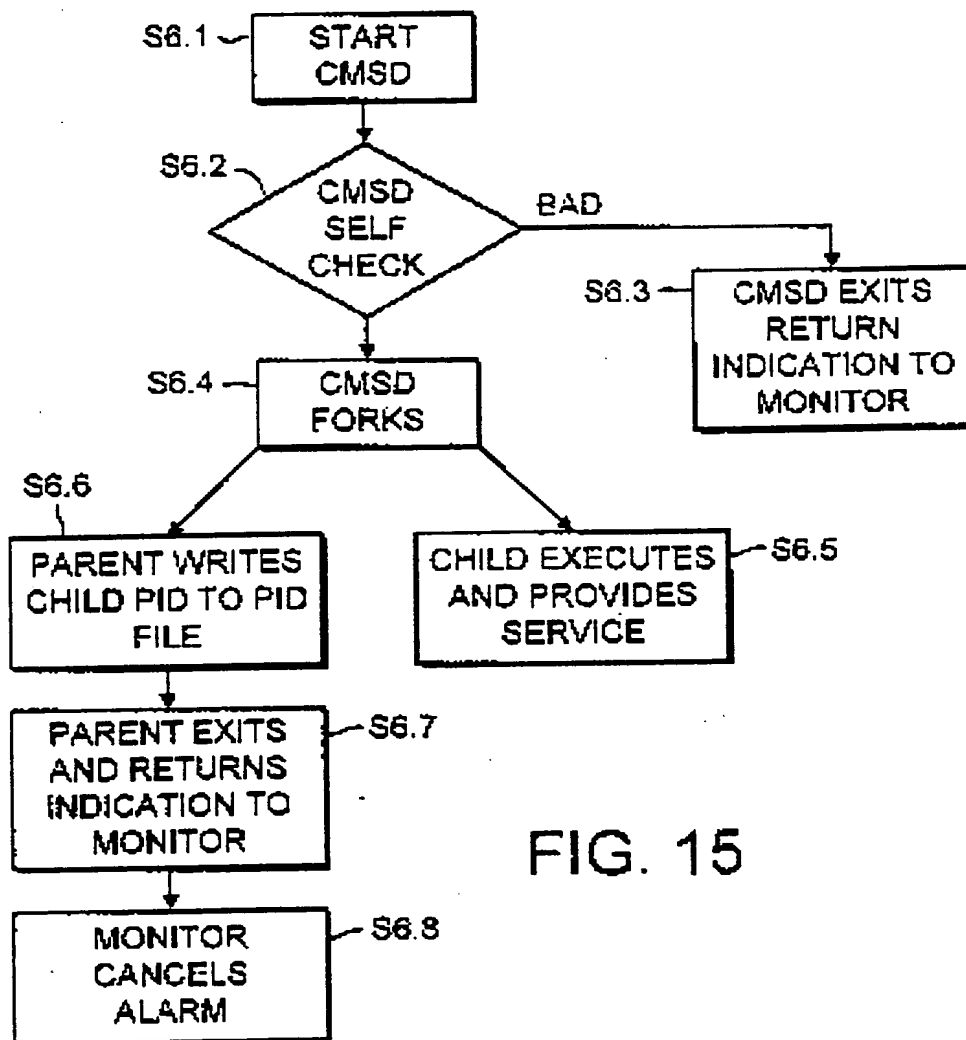 S6.1
START
CMSD
S6.2
CMSD
SELF
CHECK
BAD
S6.3
CMSD EXITS
RETURN
INDICATION TO
MONITOR
S6.4
CMSD
FORKS
S6.6
PARENT WRITES
CHILD PID TO PID
FILE
CHILD EXECUTES
AND PROVIDES
SERVICE
S6.5
PARENT EXITS
AND RETURNS
INDICATION TO
MONITOR
S6.7
FIG. 15
MONITOR
CANCELS
ALARM
S6.8